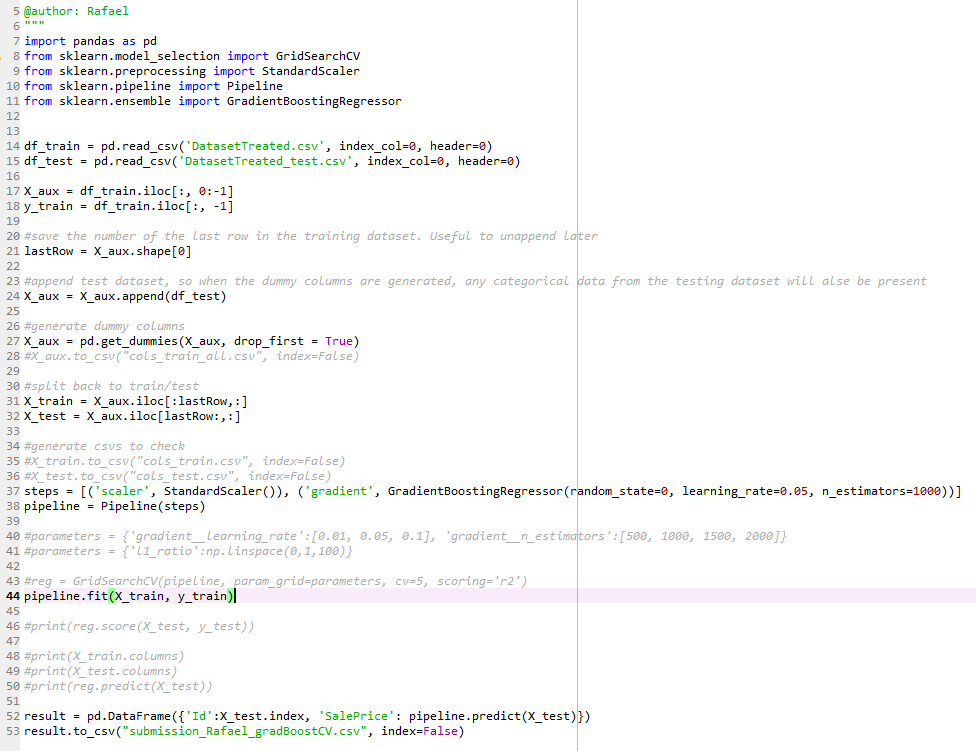 5 @author: Rafael
6 """
7 import pandas as pd
8 from sklearn.model_selection import GridSearchCV
9 from sklearn.preprocessing import StandardScaler
10 from sklearn.pipeline import Pipeline
11 from sklearn.ensemble import GradientBoostingRegressor
12
13
14 df_train = pd.read_csv('DatasetTreated.csv', index_col=0, header=0)
15 df_test = pd.read_csv('DatasetTreated_test.csv', index_col=0, header=0)
16
17 X_aux = df_train.iloc[:, 0:-1]
18 y_train = df_train.iloc[:, -1]
19
20 #save the number of the last row in the training dataset. Useful to unappend later
21 lastRow = X_aux.shape[0]
22
23 #append test dataset, so when the dummy columns are generated, any categorical data from the testing dataset will alse be present
24 X_aux = X_aux.append(df_test)
25
26 #generate dummy columns
27 X_aux = pd.get_dummies(X_aux, drop_first = True)
28 #X_aux.to_csv("cols_train_all.csv", index=False)
29
30 #split back to train/test
31 X_train = X_aux.iloc[:lastRow,:]
32 X_test = X_aux.iloc[lastRow:,:]
33
34 #generate csvs to check
35 #X_train.to_csv("cols_train.csv", index=False)
36 #X_test.to_csv("cols_test.csv", index=False)
37 steps = [('scaler', StandardScaler()), ('gradient', GradientBoostingRegressor(random_state=0, learning_rate=0.05, n_estimators=1000))]
38 pipeline = Pipeline(steps)
39
40 #parameters = {'gradient__learning_rate':[0.01, 0.05, 0.1], 'gradient__n_estimators':[500, 1000, 1500, 2000]}
41 #parameters = {'l1_ratio':np.linspace(0,1,100)}
42
43 #reg = GridSearchCV(pipeline, param_grid=parameters, cv=5, scoring='r2')
44 pipeline.fit(X_train, y_train)
45
46 #print(reg.score(X_test, y_test))
47
48 #print(X_train.columns)
49 #print(X_test.columns)
50 #print(reg.predict(X_test))
51
52 result = pd.DataFrame({'Id':X_test.index, 'SalePrice': pipeline.predict(X_test)})
53 result.to_csv("submission_Rafael_gradBoostCV.csv", index=False)